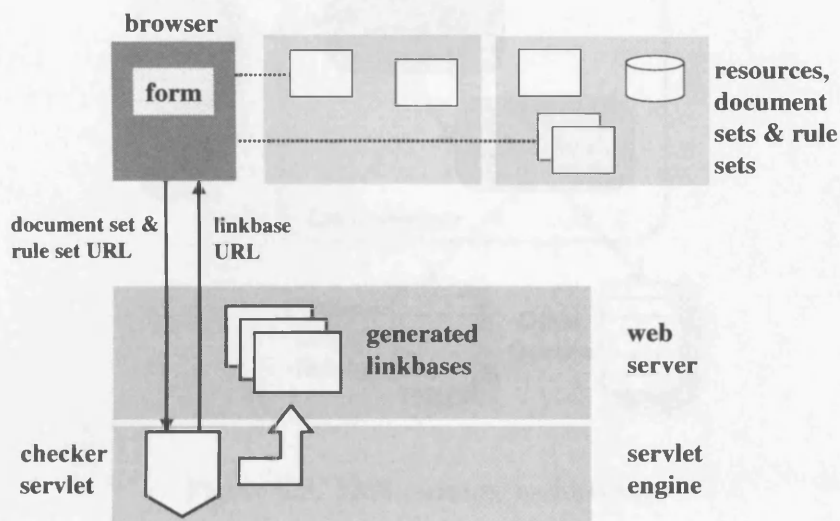 browser
form
resources,
document
sets & rule
sets
document set &
rule set URL
linkbase
URL
generated
linkbases
web
server
checker
servlet
servlet
engine